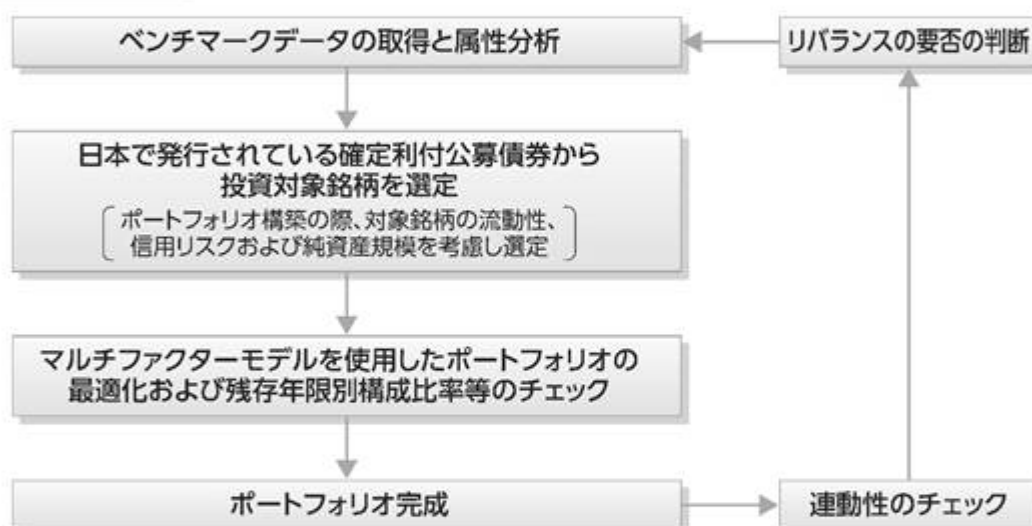 ベンチマークデータの取得と属性分析
リバランスの要否の判断
日本で発行されている確定利付公募債券から
投資対象銘柄を選定
ポートフォリオ構築の際、対象銘柄の流動性、
信用リスクおよび純資産規模を考慮し選定
マルチファクターモデルを使用したポートフォリオの
最適化および残存年限別構成比率等のチェック
ポートフォリオ完成
連動性のチェック